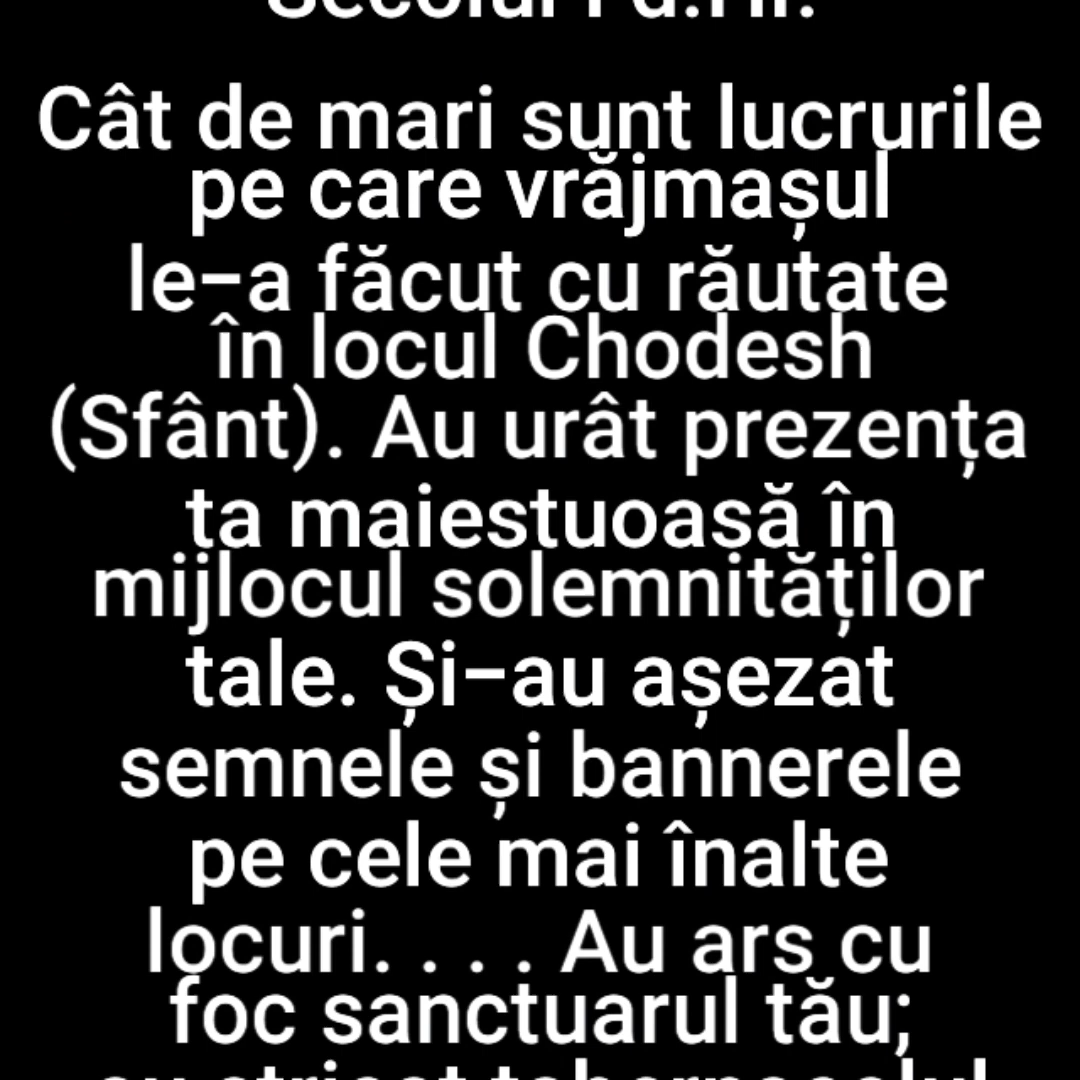 Secolul I d.Hr.
Cât de mari sunt lucrurile
pe care vrăjmașul
le-a făcut cu răutate
în locul Chodesh
(Sfânt). Au urât prezența
ta maiestuoasă în
mijlocul solemnităților
tale. Și-au așezat
semnele și bannerele
pe cele mai înalte
locuri. . . . Au ars cu
foc sanctuarul tău;